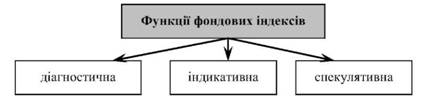 Функції фондових індексів
діагностична
індикативна
спекулятивна